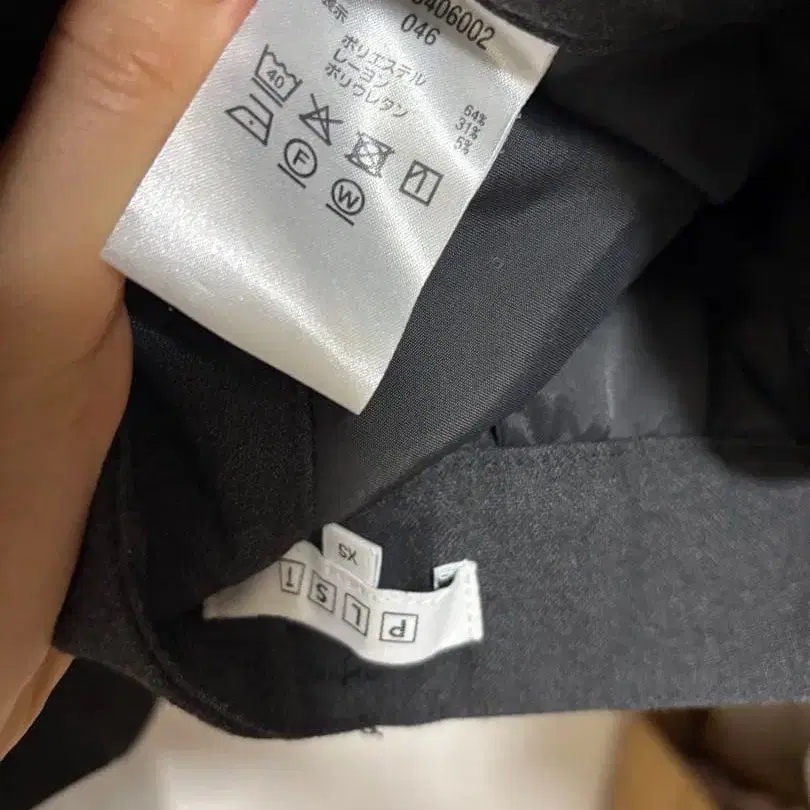 表示
046
ポリエステル 64%
レーヨン 31%
ポリウレタン 5%
40
F
W
XS
PLST